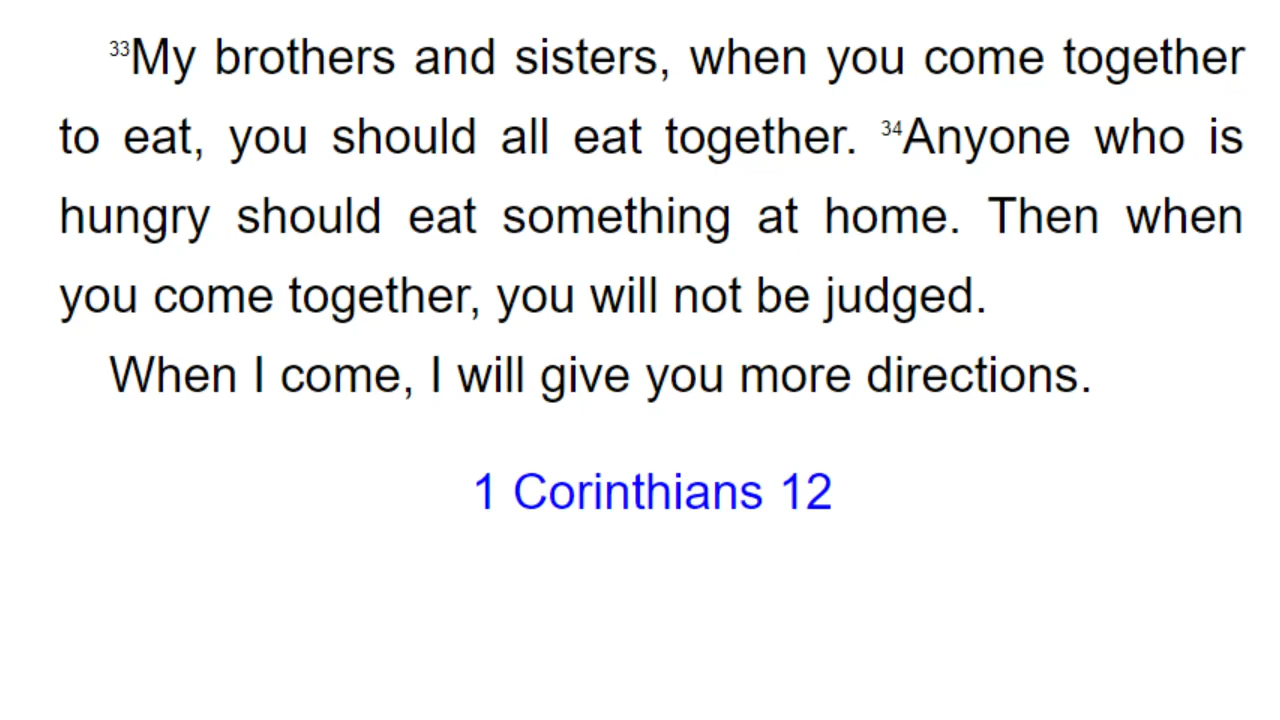 33My brothers and sisters, when you come together
to eat, you should all eat together. 34Anyone who is
hungry should eat something at home. Then when
you come together, you will not be judged.
When I come, I will give you more directions.
1 Corinthians 12